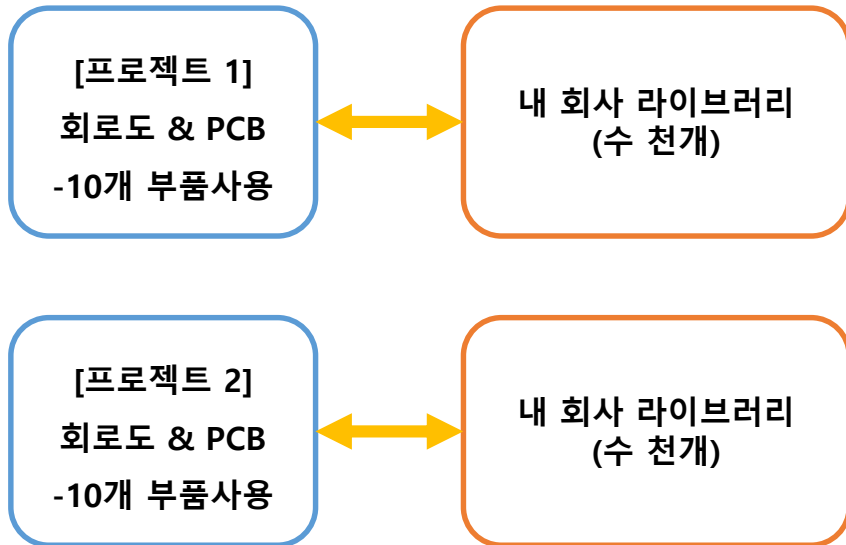 [프로젝트 1]
회로도 & PCB
-10개 부품사용
내 회사 라이브러리
(수 천개)
[프로젝트 2]
회로도 & PCB
-10개 부품사용
내 회사 라이브러리
(수 천개)